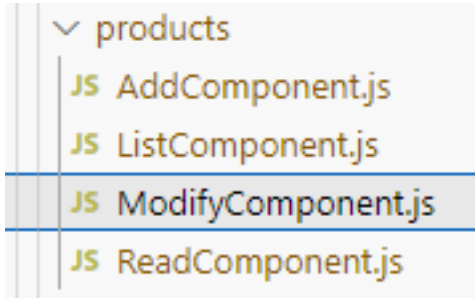 products
JS AddComponent.js
JS ListComponent.js
JS ModifyComponent.js
JS ReadComponent.js